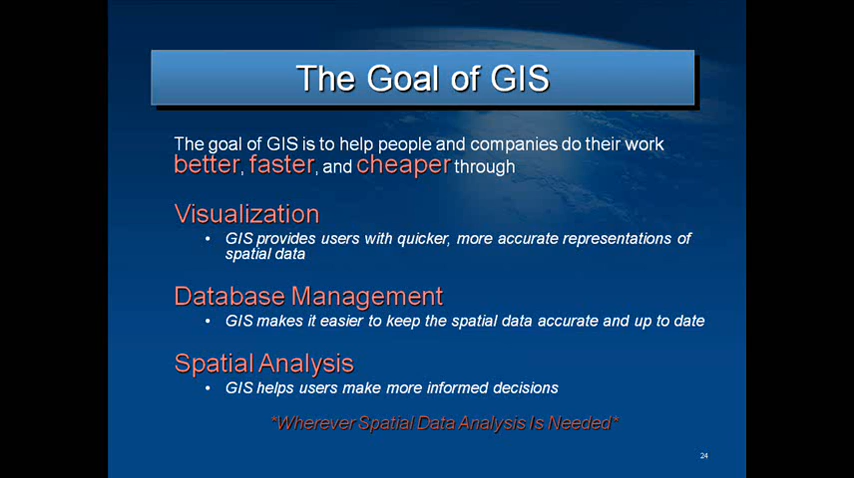 The Goal of GIS
The goal of GIS is to help people and companies do their work
better, faster, and cheaper through
Visualization
• GIS provides users with quicker, more accurate representations of
spatial data
Database Management
• GIS makes it easier to keep the spatial data accurate and up to date
Spatial Analysis
• GIS helps users make more informed decisions
*Wherever Spatial Data Analysis Is Needed*
24